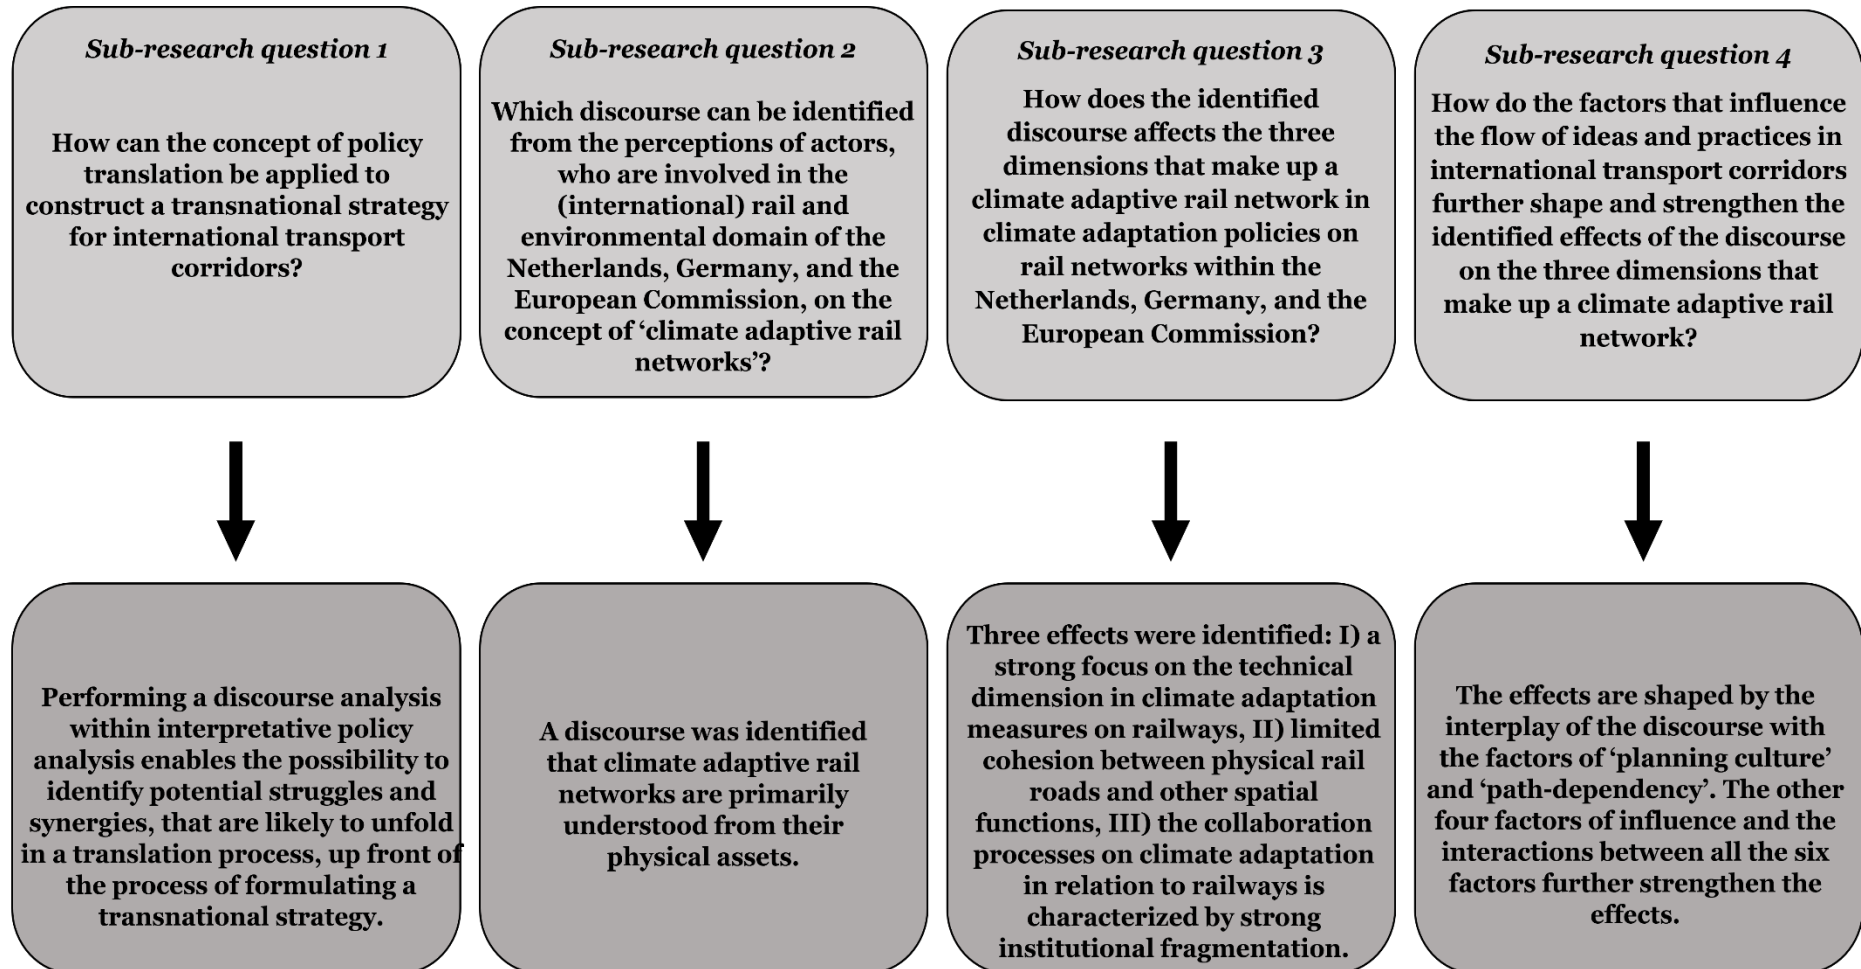 Sub-research question 1
How can the concept of policy
translation be applied to
construct a transnational strategy
for international transport
corridors?
Sub-research question 2
Which discourse can be identified
from the perceptions of actors,
who are involved in the
(international) rail and
environmental domain of the
Netherlands, Germany, and the
European Commission, on the
concept of ‘climate adaptive rail
networks’?
Sub-research question 3
How does the identified
discourse affects the three
dimensions that make up a
climate adaptive rail network in
climate adaptation policies on
rail networks within the
Netherlands, Germany, and the
European Commission?
Sub-research question 4
How do the factors that influence
the flow of ideas and practices in
international transport corridors
further shape and strengthen the
identified effects of the discourse
on the three dimensions that
make up a climate adaptive rail
network?
Performing a discourse analysis
within interpretative policy
analysis enables the possibility to
identify potential struggles and
synergies, that are likely to unfold
in a translation process, up front of
the process of formulating a
transnational strategy.
A discourse was identified
that climate adaptive rail
networks are primarily
understood from their
physical assets.
Three effects were identified: I) a
strong focus on the technical
dimension in climate adaptation
measures on railways, II) limited
cohesion between physical rail
roads and other spatial
functions, III) the collaboration
processes on climate adaptation
in relation to railways is
characterized by strong
institutional fragmentation.
The effects are shaped by the
interplay of the discourse with
the factors of ‘planning culture’
and ‘path-dependency’. The other
four factors of influence and the
interactions between all the six
factors further strengthen the
effects.